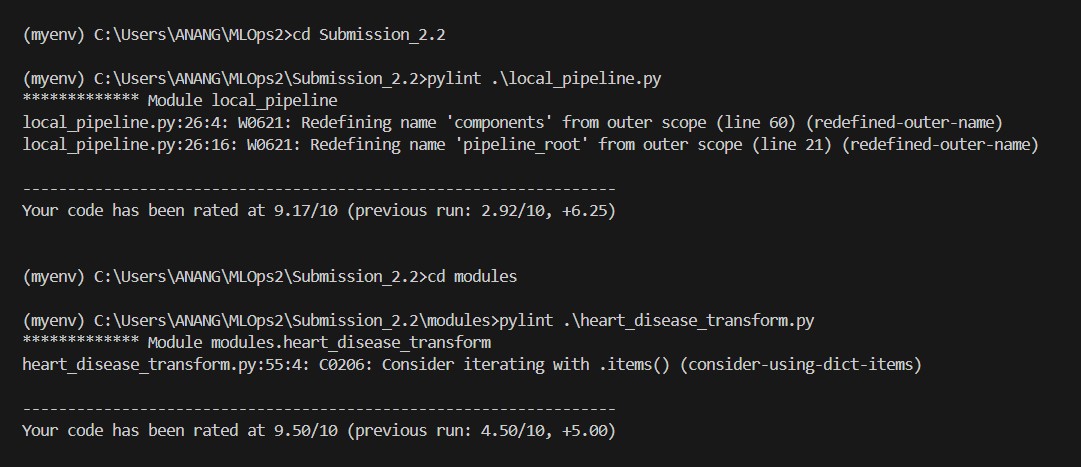 (myenv) C:\Users\ANANG\MLOps2>cd Submission_2.2
(myenv) C:\Users\ANANG\MLOps2\Submission_2.2>pylint .\local_pipeline.py
************* Module local_pipeline
local_pipeline.py:26:4: W0621: Redefining name 'components' from outer scope (line 60) (redefined-outer-name)
local_pipeline.py:26:16: W0621: Redefining name 'pipeline_root' from outer scope (line 21) (redefined-outer-name)
------------------------------------------------------------------
Your code has been rated at 9.17/10 (previous run: 2.92/10, +6.25)
(myenv) C:\Users\ANANG\MLOps2\Submission_2.2>cd modules
(myenv) C:\Users\ANANG\MLOps2\Submission_2.2\modules>pylint .\heart_disease_transform.py
************* Module modules.heart_disease_transform
heart_disease_transform.py:55:4: C0206: Consider iterating with .items() (consider-using-dict-items)
------------------------------------------------------------------
Your code has been rated at 9.50/10 (previous run: 4.50/10, +5.00)